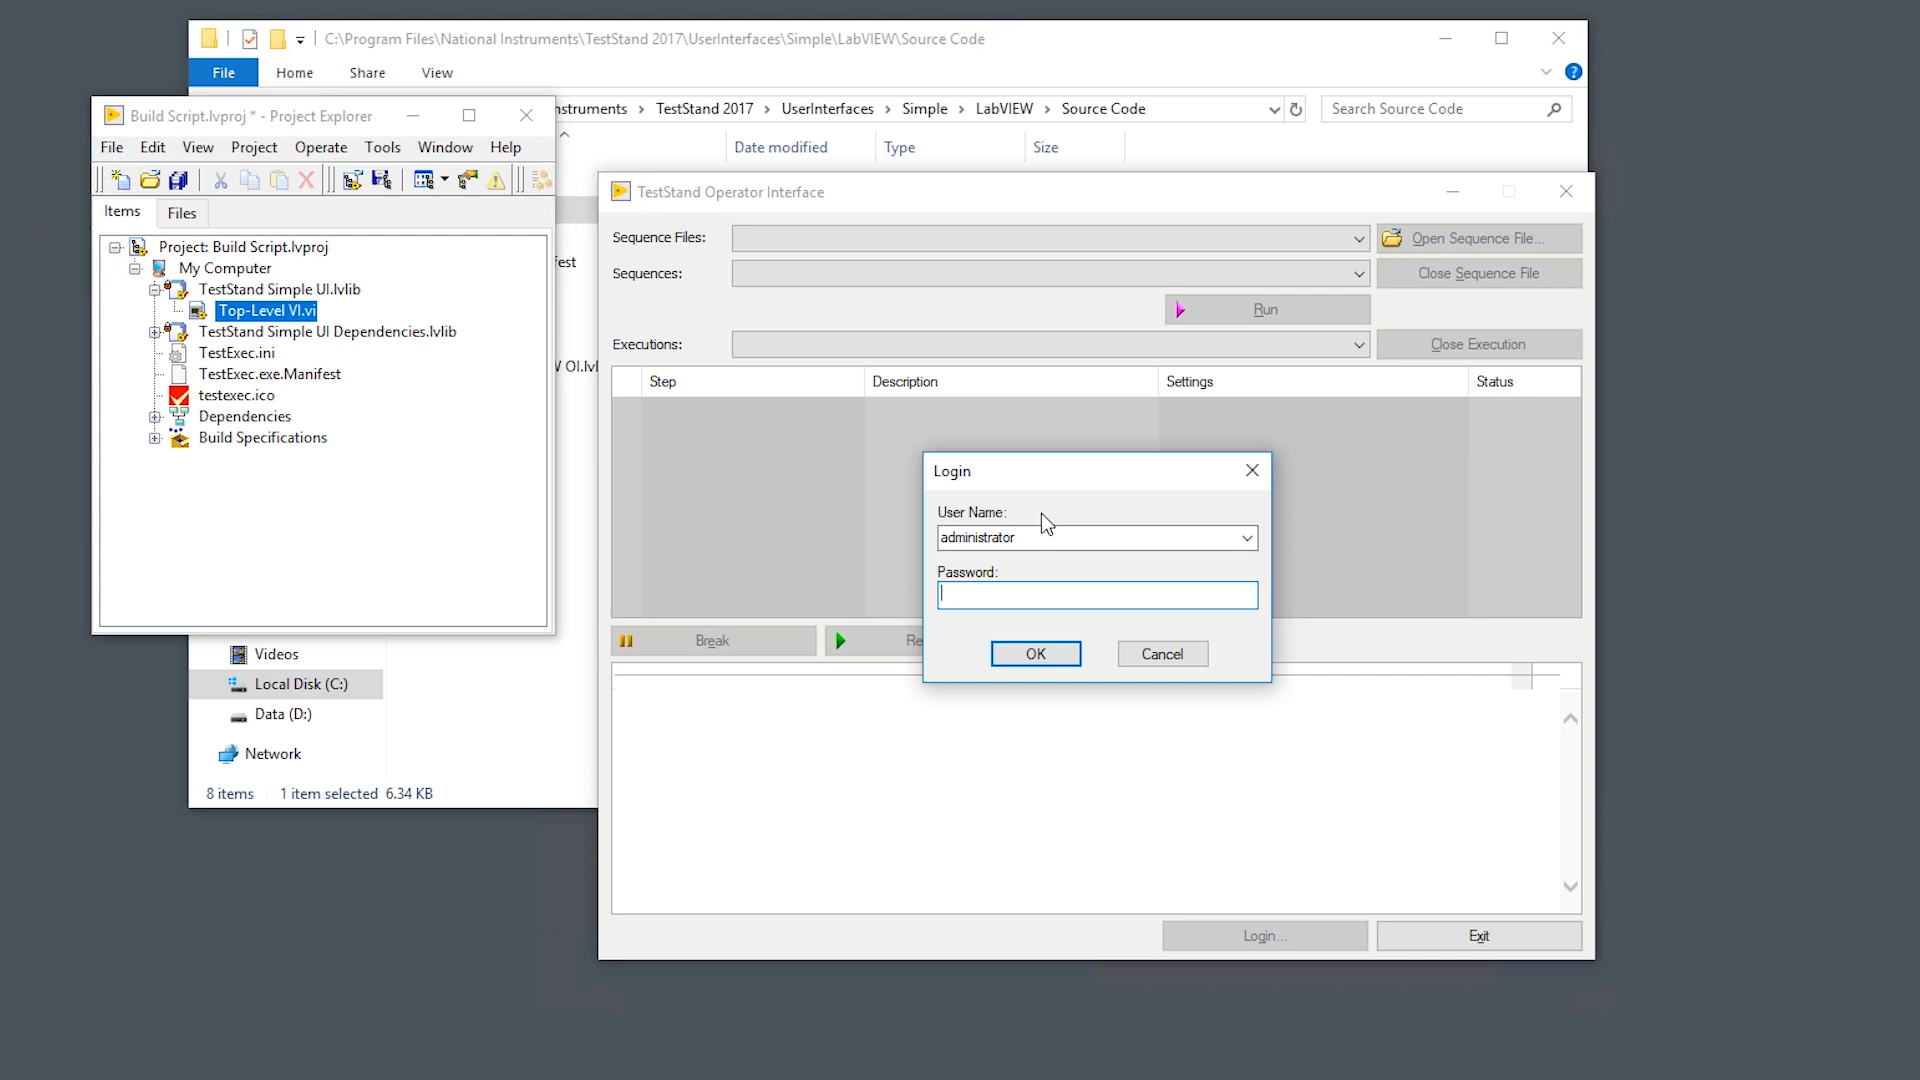 C:\Program Files\National Instruments\TestStand 2017\UserInterfaces\Simple\LabVIEW\Source Code
File Home Share View
nstruments TestStand 2017 UserInterfaces Simple LabVIEW Source Code
Search Source Code
Date modified Type Size
Build Script.lvproj * - Project Explorer
File Edit View Project Operate Tools Window Help
Items Files
Project: Build Script.lvproj
My Computer
TestStand Simple UI.lvlib
Top-Level VI.vi
TestStand Simple UI Dependencies.lvlib
TestExec.ini
TestExec.exe.Manifest
testexec.ico
Dependencies
Build Specifications
Videos
Local Disk (C:)
Data (D:)
Network
8 items 1 item selected 6.34 KB
TestStand Operator Interface
Sequence Files: Open Sequence File...
Sequences: Close Sequence File
Run
Executions: Close Execution
Step Description Settings Status
Break Re
Login
User Name:
administrator
Password:
OK Cancel
Login... Exit